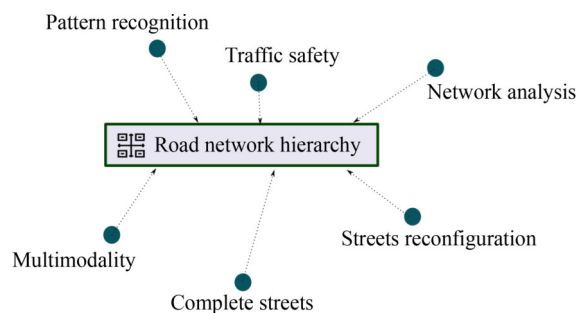 Pattern recognition
Traffic safety
Network analysis
Road network hierarchy
Streets reconfiguration
Multimodality
Complete streets